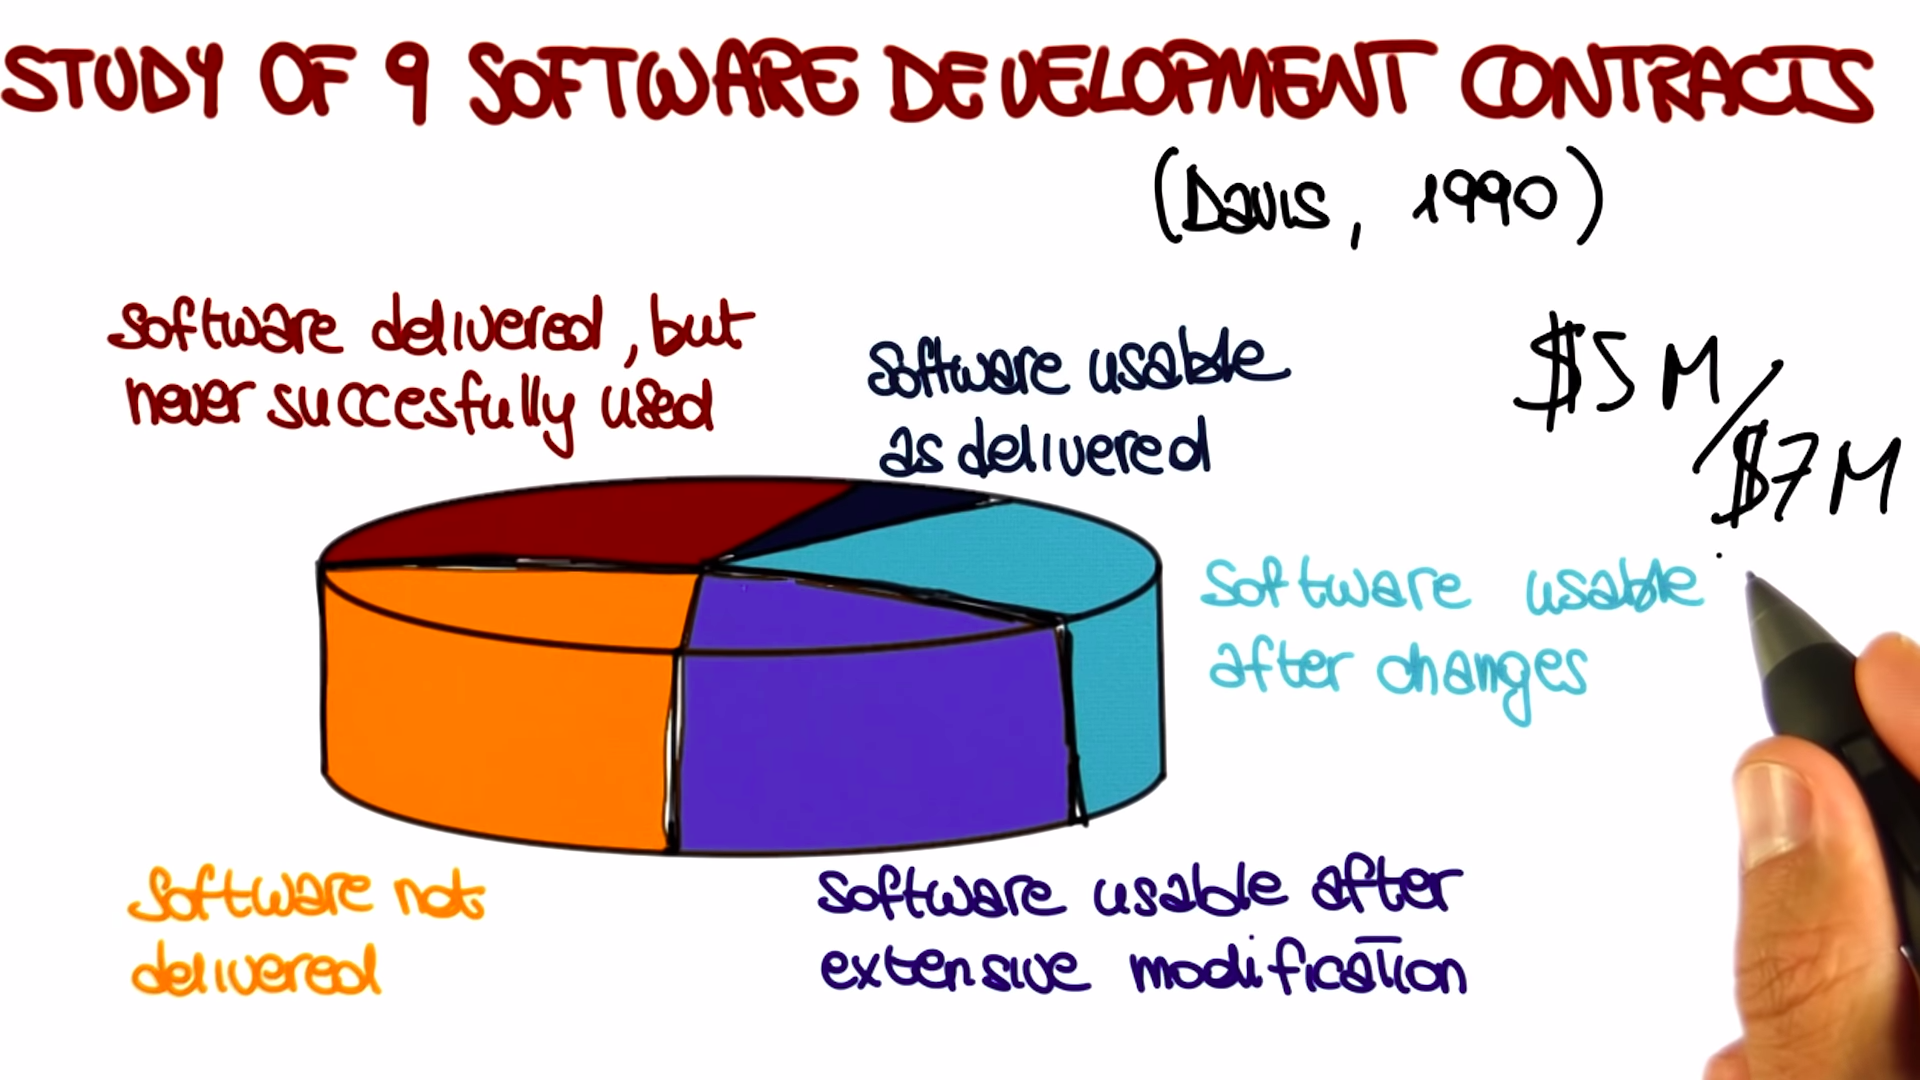 STUDY OF 9 SOFTWARE DEVELOPMENT CONTRACTS
(Davis, 1990)
software delivered, but
never succesfully used
software usable
as delivered
$5M/
$7M
software usable
after changes
software not
delivered
software usable after
extensive modification